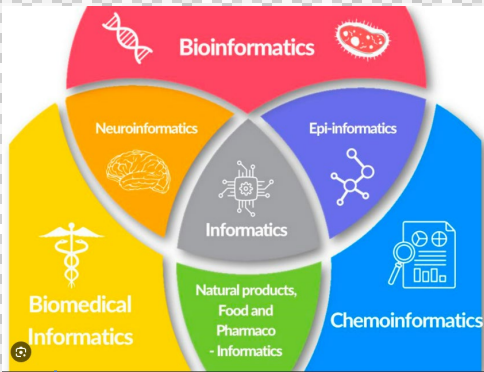 Bioinformatics
Neuroinformatics
Epi-informatics
Informatics
Biomedical
Informatics
Natural products,
Food and
Pharmaco
- Informatics
Chemoinformatics